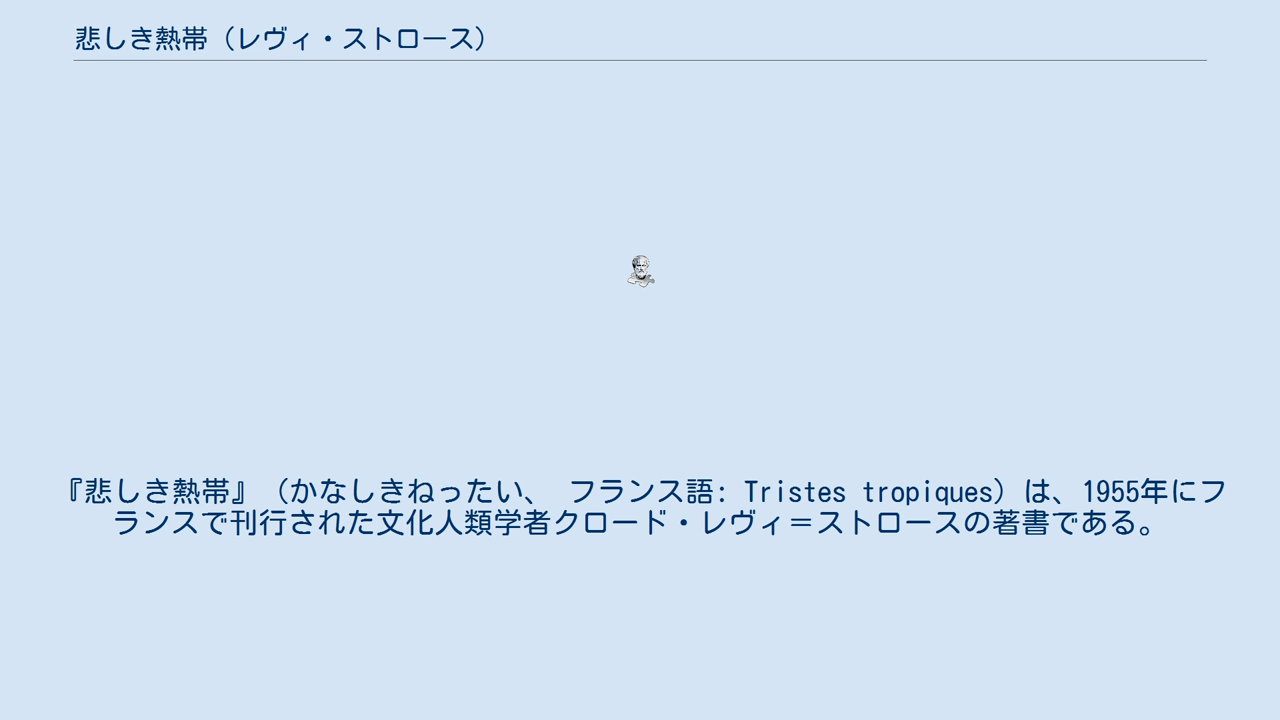 悲しき熱帯（レヴィ・ストロース）
『悲しき熱帯』（かなしきねったい、 フランス語: Tristes tropiques）は、1955年にフ
ランスで刊行された文化人類学者クロード・レヴィ＝ストロースの著書である。